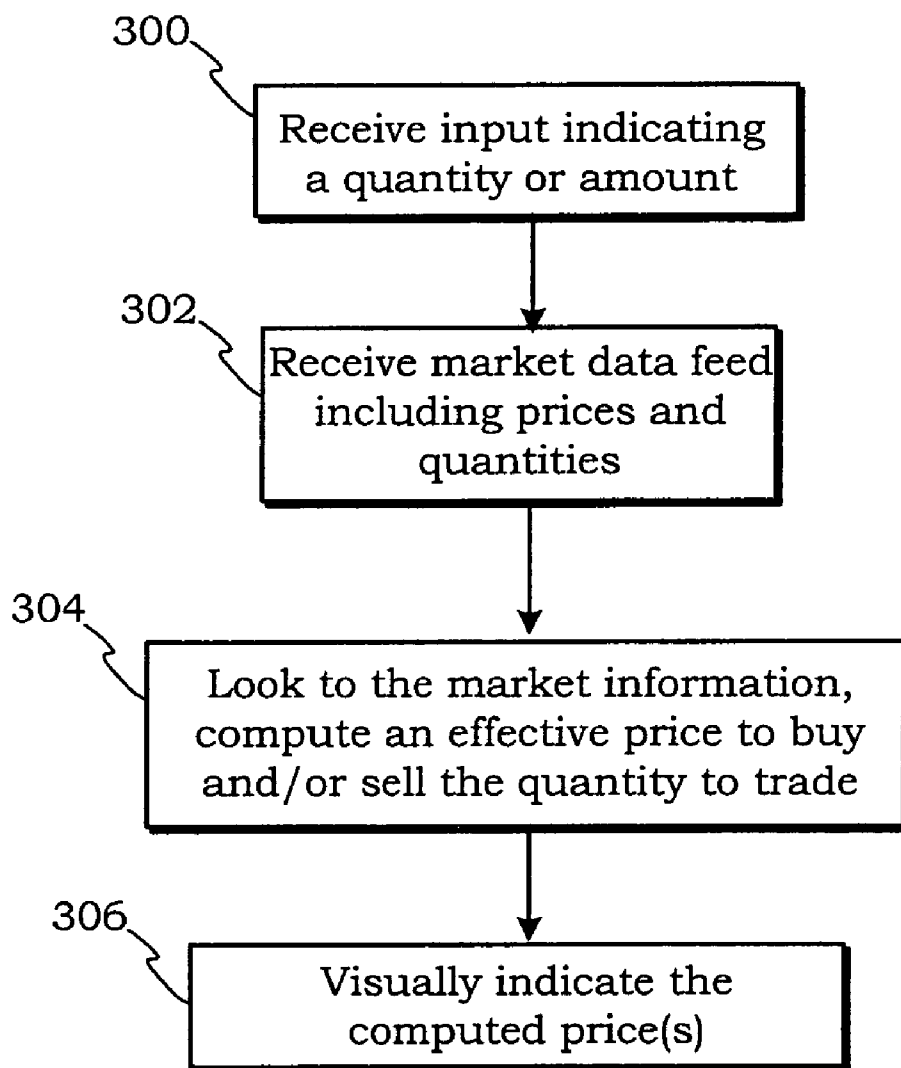 300
Receive input indicating
a quantity or amount
302
Receive market data feed
including prices and
quantities
304
Look to the market information,
compute an effective price to buy
and/or sell the quantity to trade
306
Visually indicate the
computed price(s)